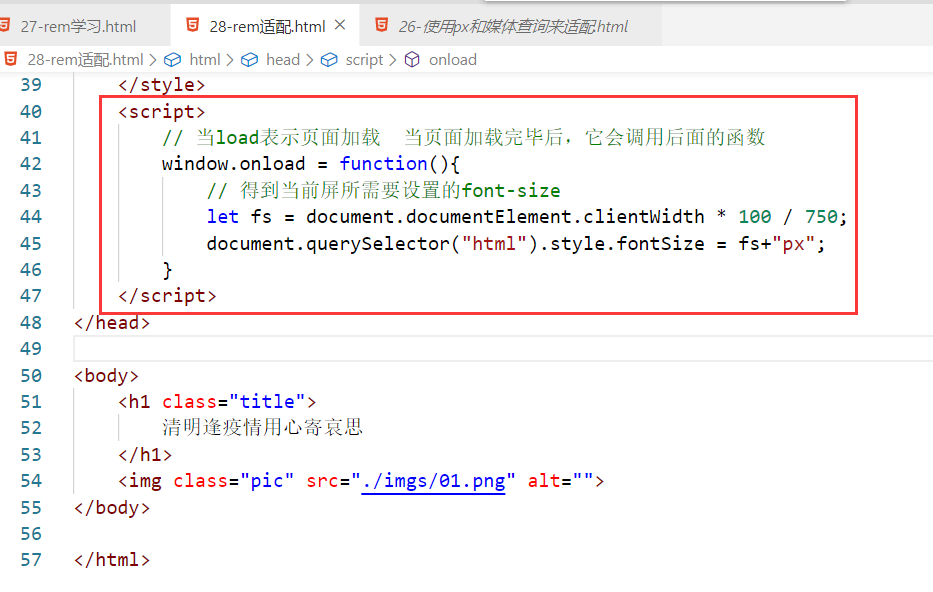 27-rem学习.html
28-rem适配.html
26-使用px和媒体查询来适配.html
28-rem适配.html > html > head > script > onload
39 </style>
40 <script>
41 // 当load表示页面加载 当页面加载完毕后，它会调用后面的函数
42 window.onload = function(){
43 // 得到当前屏所需要设置的font-size
44 let fs = document.documentElement.clientWidth * 100 / 750;
45 document.querySelector("html").style.fontSize = fs+"px";
46 }
47 </script>
48 </head>
49
50 <body>
51 <h1 class="title">
52 清明逢疫情用心寄哀思
53 </h1>
54 <img class="pic" src="./imgs/01.png" alt="">
55 </body>
56
57 </html>